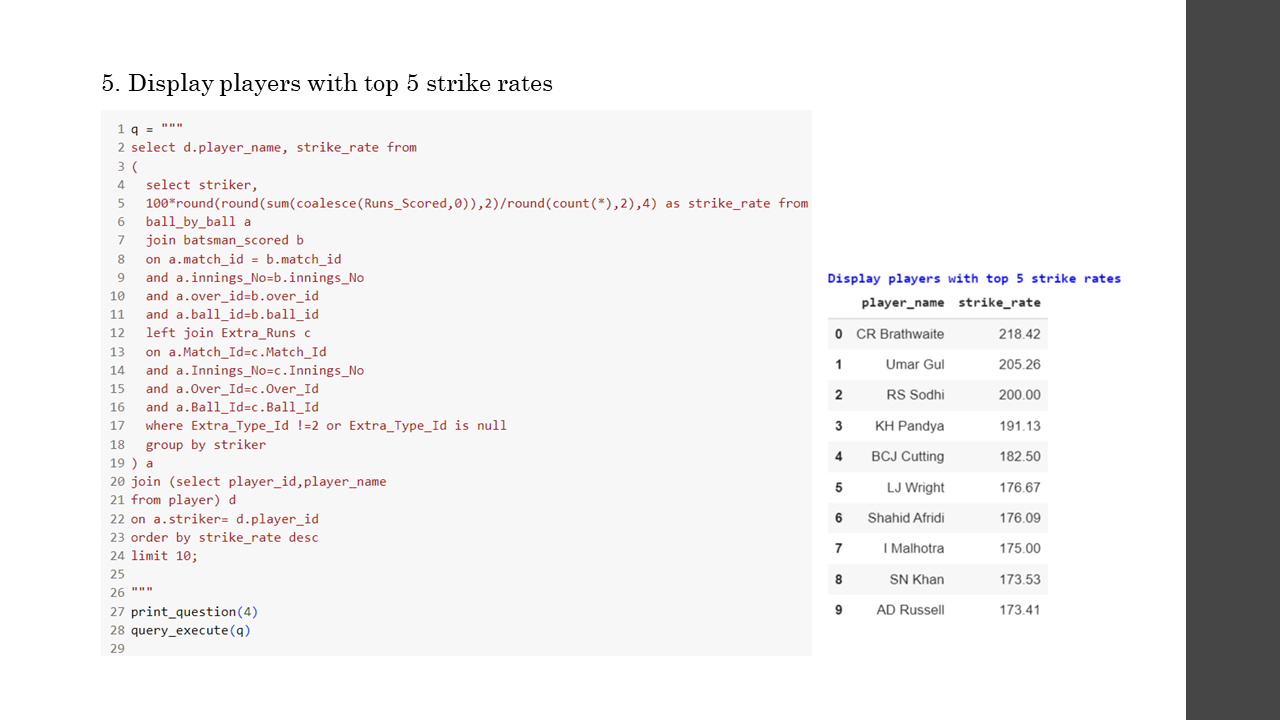 5. Display players with top 5 strike rates
1 q = """
2 select d.player_name, strike_rate from
3 (
4 select striker,
5 100*round(round(sum(coalesce(Runs_Scored,0)),2)/round(count(*),2),4) as strike_rate from
6 ball_by_ball a
7 join batsman_scored b
8 on a.match_id = b.match_id
9 and a.innings_No=b.innings_No
10 and a.over_id=b.over_id
11 and a.ball_id=b.ball_id
12 left join Extra_Runs c
13 on a.Match_Id=c.Match_Id
14 and a.Innings_No=c.Innings_No
15 and a.Over_Id=c.Over_Id
16 and a.Ball_Id=c.Ball_Id
17 where Extra_Type_Id !=2 or Extra_Type_Id is null
18 group by striker
19 ) a
20 join (select player_id,player_name
21 from player) d
22 on a.striker= d.player_id
23 order by strike_rate desc
24 limit 10;
25
26 """
27 print_question(4)
28 query_execute(q)
29
Display players with top 5 strike rates
player_name strike_rate
0 CR Brathwaite 218.42
1 Umar Gul 205.26
2 RS Sodhi 200.00
3 KH Pandya 191.13
4 BCJ Cutting 182.50
5 LJ Wright 176.67
6 Shahid Afridi 176.09
7 I Malhotra 175.00
8 SN Khan 173.53
9 AD Russell 173.41